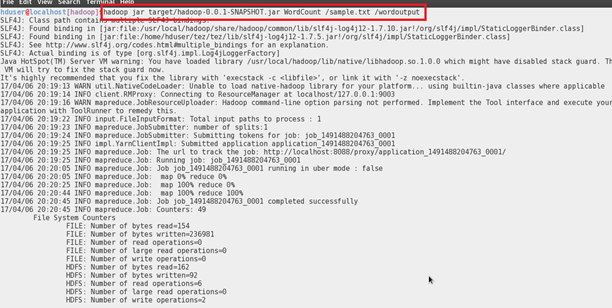 File Edit View Search Terminal Help
hduser@localhost[hadoop]$hadoop jar target/hadoop-0.0.1-SNAPSHOT.jar WordCount /sample.txt /wordoutput
SLF4J: Class path contains multiple SLF4J bindings.
SLF4J: Found binding in [jar:file:/usr/local/hadoop/share/hadoop/common/lib/slf4j-log4j12-1.7.10.jar!/org/slf4j/impl/StaticLoggerBinder.class]
SLF4J: Found binding in [jar:file:/home/hduser/tez/tez/lib/slf4j-log4j12-1.7.5.jar!/org/slf4j/impl/StaticLoggerBinder.class]
SLF4J: See http://www.slf4j.org/codes.html#multiple_bindings for an explanation.
SLF4J: Actual binding is of type [org.slf4j.impl.Log4jLoggerFactory]
Java HotSpot(TM) Server VM warning: You have loaded library /usr/local/hadoop/lib/native/libhadoop.so.1.0.0 which might have disabled stack guard. The
VM will try to fix the stack guard now.
It's highly recommended that you fix the library with 'execstack -c <libfile>', or link it with '-z noexecstack'.
17/04/06 20:19:13 WARN util.NativeCodeLoader: Unable to load native-hadoop library for your platform... using builtin-java classes where applicable
17/04/06 20:19:14 INFO client.RMProxy: Connecting to ResourceManager at localhost/127.0.0.1:9003
17/04/06 20:19:16 WARN mapreduce.JobResourceUploader: Hadoop command-line option parsing not performed. Implement the Tool interface and execute your
application with ToolRunner to remedy this.
17/04/06 20:19:22 INFO input.FileInputFormat: Total input paths to process : 1
17/04/06 20:19:23 INFO mapreduce.JobSubmitter: number of splits:1
17/04/06 20:19:24 INFO mapreduce.JobSubmitter: Submitting tokens for job: job_1491488204763_0001
17/04/06 20:19:25 INFO impl.YarnClientImpl: Submitted application application_1491488204763_0001
17/04/06 20:19:25 INFO mapreduce.Job: The url to track the job: http://localhost:8088/proxy/application_1491488204763_0001/
17/04/06 20:19:25 INFO mapreduce.Job: Running job: job_1491488204763_0001
17/04/06 20:20:05 INFO mapreduce.Job: Job job_1491488204763_0001 running in uber mode : false
17/04/06 20:20:05 INFO mapreduce.Job:  map 0% reduce 0%
17/04/06 20:20:25 INFO mapreduce.Job:  map 100% reduce 0%
17/04/06 20:20:44 INFO mapreduce.Job:  map 100% reduce 100%
17/04/06 20:20:45 INFO mapreduce.Job: Job job_1491488204763_0001 completed successfully
17/04/06 20:20:45 INFO mapreduce.Job: Counters: 49
File System Counters
FILE: Number of bytes read=154
FILE: Number of bytes written=236981
FILE: Number of read operations=0
FILE: Number of large read operations=0
FILE: Number of write operations=0
HDFS: Number of bytes read=162
HDFS: Number of bytes written=92
HDFS: Number of read operations=6
HDFS: Number of large read operations=0
HDFS: Number of write operations=2